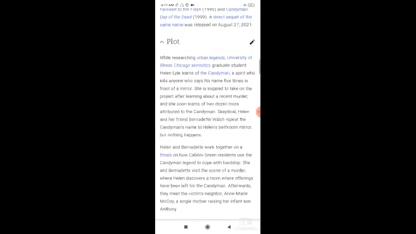 Farewell to the Flesh (1995) and Candyman:
Day of the Dead (1999). A direct sequel of the
same name was released on August 27, 2021
Plot
While researching urban legends, University of
Illinois Chicago semiotics graduate student
Helen Lyle learns of the Candyman, a spirit who
kills anyone who says his name five times in
front of a mirror. She is inspired to take on the
project after learning about a recent murder,
and she soon learns of two dozen more
attributed to the Candyman. Skeptical, Helen
and her friend Bernadette Walsh repeat the
Candyman's name to Helen's bathroom mirror,
but nothing happens.
Helen and Bernadette work together on a
thesis on how Cabrini-Green residents use the
Candyman legend to cope with hardship. She
and Bernadette visit the scene of a murder,
where Helen discovers a room where offerings
have been left for the Candyman. Afterwards,
they meet the victim's neighbor, Anne-Marie
McCoy, a single mother raising her infant son
Anthony.